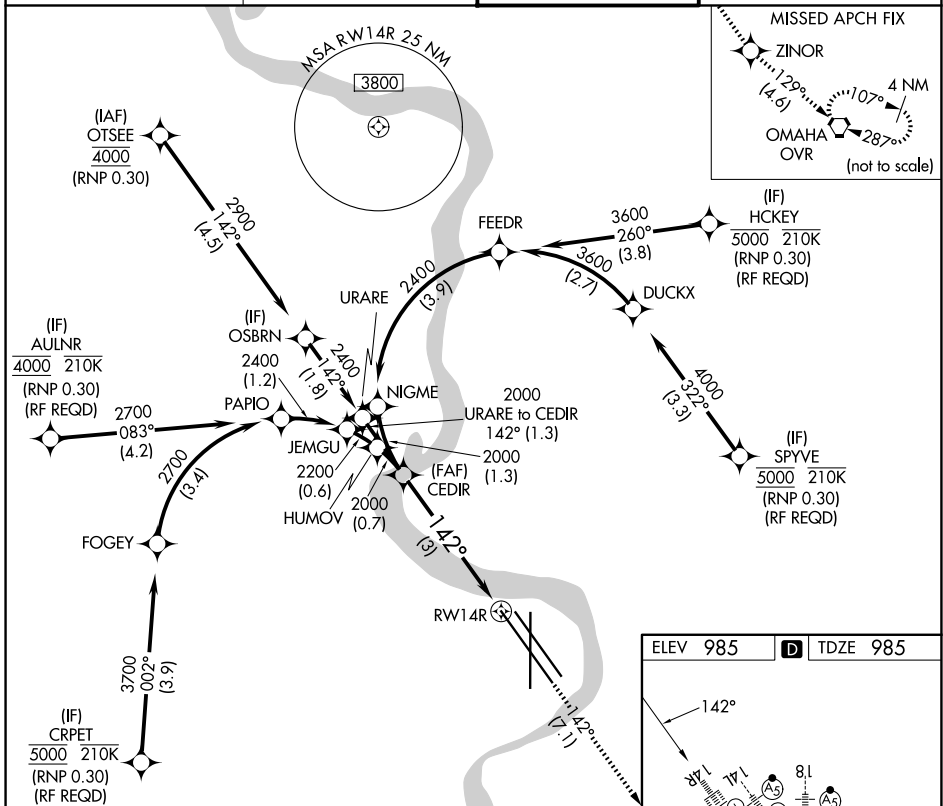 MSA RW14R 25 NM
3800
MISSED APCH FIX
ZINOR
129°
(4.6)
4 NM
107°
OMAHA
OVR
287°
(not to scale)
(IAF)
OTSEE
4000
(RNP 0.30)
2900
142°
(4.5)
FEEDR
3600
260°
(3.8)
(IF)
HCKEY
5000 210K
(RNP 0.30)
(RF REQD)
3600
(2.7)
2400
(3.9)
DUCKX
URARE
(IF)
OSBRN
2400
142°
(1.8)
(IF)
AULNR
4000 210K
(RNP 0.30)
(RF REQD)
2400
(1.2)
PAPIO
NIGME
4000
322°
(3.3)
2700
083°
(4.2)
2000
URARE to CEDIR
142° (1.3)
JEMGU
2000
(1.3)
(IF)
SPYVE
5000 210K
(RNP 0.30)
(RF REQD)
2200
(0.6)
(FAF)
CEDIR
2700
(3.4)
HUMOV
2000
(0.7)
FOGEY
142°
(3)
RW14R
3700
002°
(3.9)
142°
(7.1)
(IF)
CRPET
5000 210K
(RNP 0.30)
(RF REQD)
ELEV 985
D
TDZE 985
142°
14R
14L
18
A5
A5